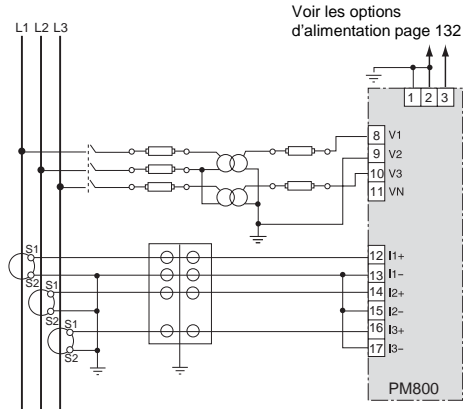 Voir les options
d'alimentation page 132
L1 L2 L3
1 2 3
8 V1
9 V2
10 V3
11 VN
S1
S2
S1
S2
S1
S2
12 I1+
13 I1−
14 I2+
15 I2−
16 I3+
17 I3−
PM800